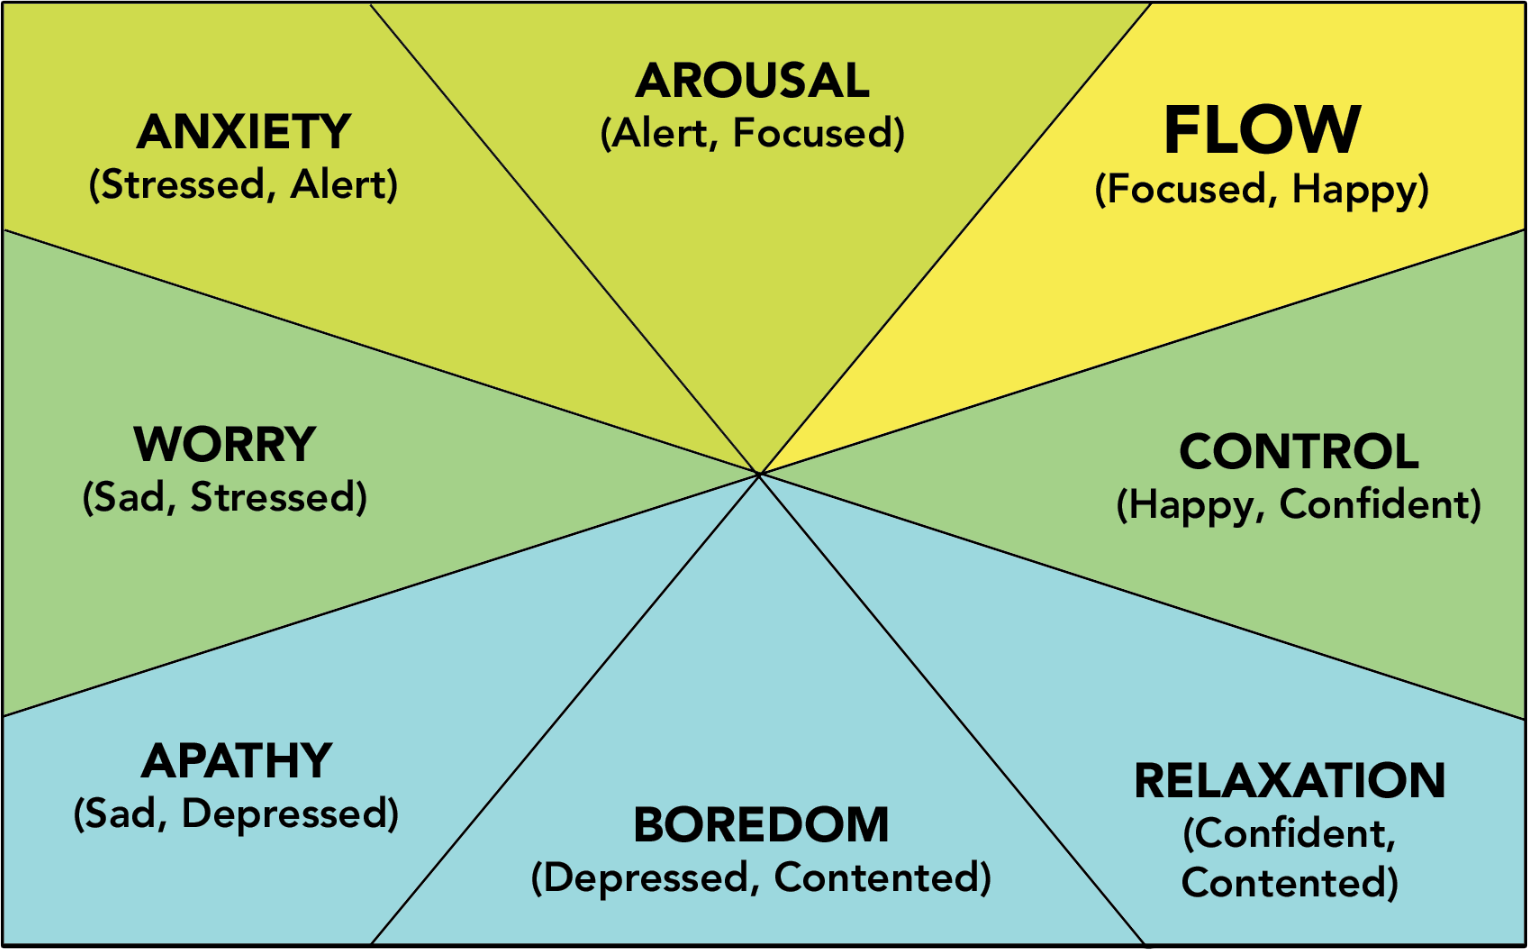 ANXIETY
(Stressed, Alert)
AROUSAL
(Alert, Focused)
FLOW
(Focused, Happy)
WORRY
(Sad, Stressed)
CONTROL
(Happy, Confident)
APATHY
(Sad, Depressed)
BOREDOM
(Depressed, Contented)
RELAXATION
(Confident,
Contented)